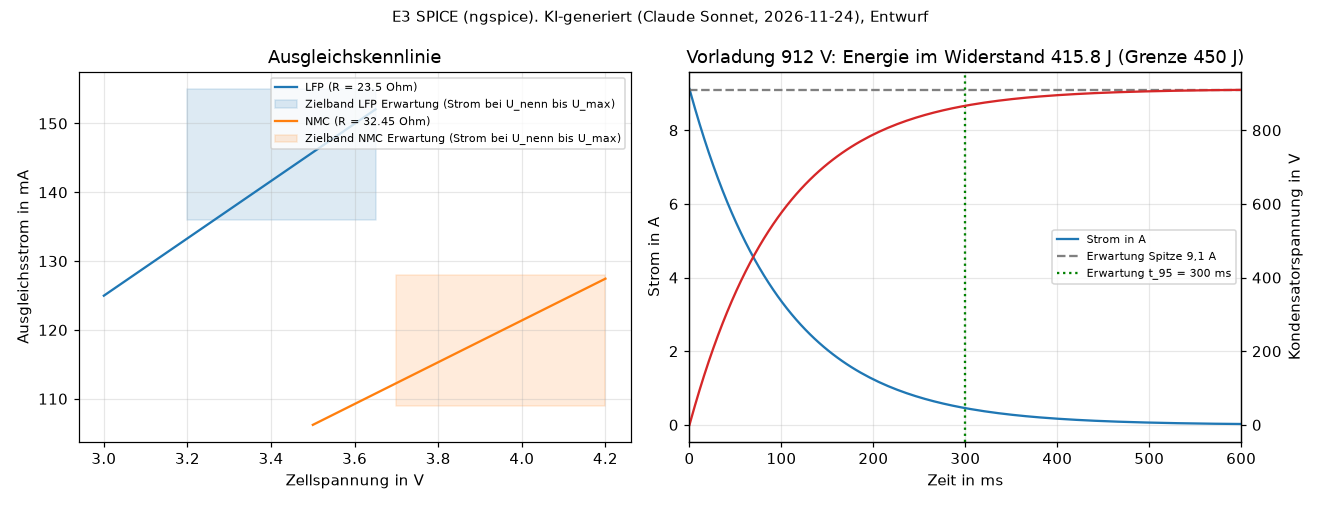 E3 SPICE (ngspice). KI-generiert (Claude Sonnet, 2026-11-24), Entwurf
Ausgleichskennlinie
LFP (R = 23.5 Ohm)
Zielband LFP Erwartung (Strom bei U_nenn bis U_max)
NMC (R = 32.45 Ohm)
Zielband NMC Erwartung (Strom bei U_nenn bis U_max)
Ausgleichsstrom in mA
150
140
130
120
110
3.0 3.2 3.4 3.6 3.8 4.0 4.2
Zellspannung in V
Vorladung 912 V: Energie im Widerstand 415.8 J (Grenze 450 J)
Strom in A
8
6
4
2
0
Strom in A
Erwartung Spitze 9,1 A
Erwartung t_95 = 300 ms
800
600
400
200
0
Kondensatorspannung in V
0 100 200 300 400 500 600
Zeit in ms